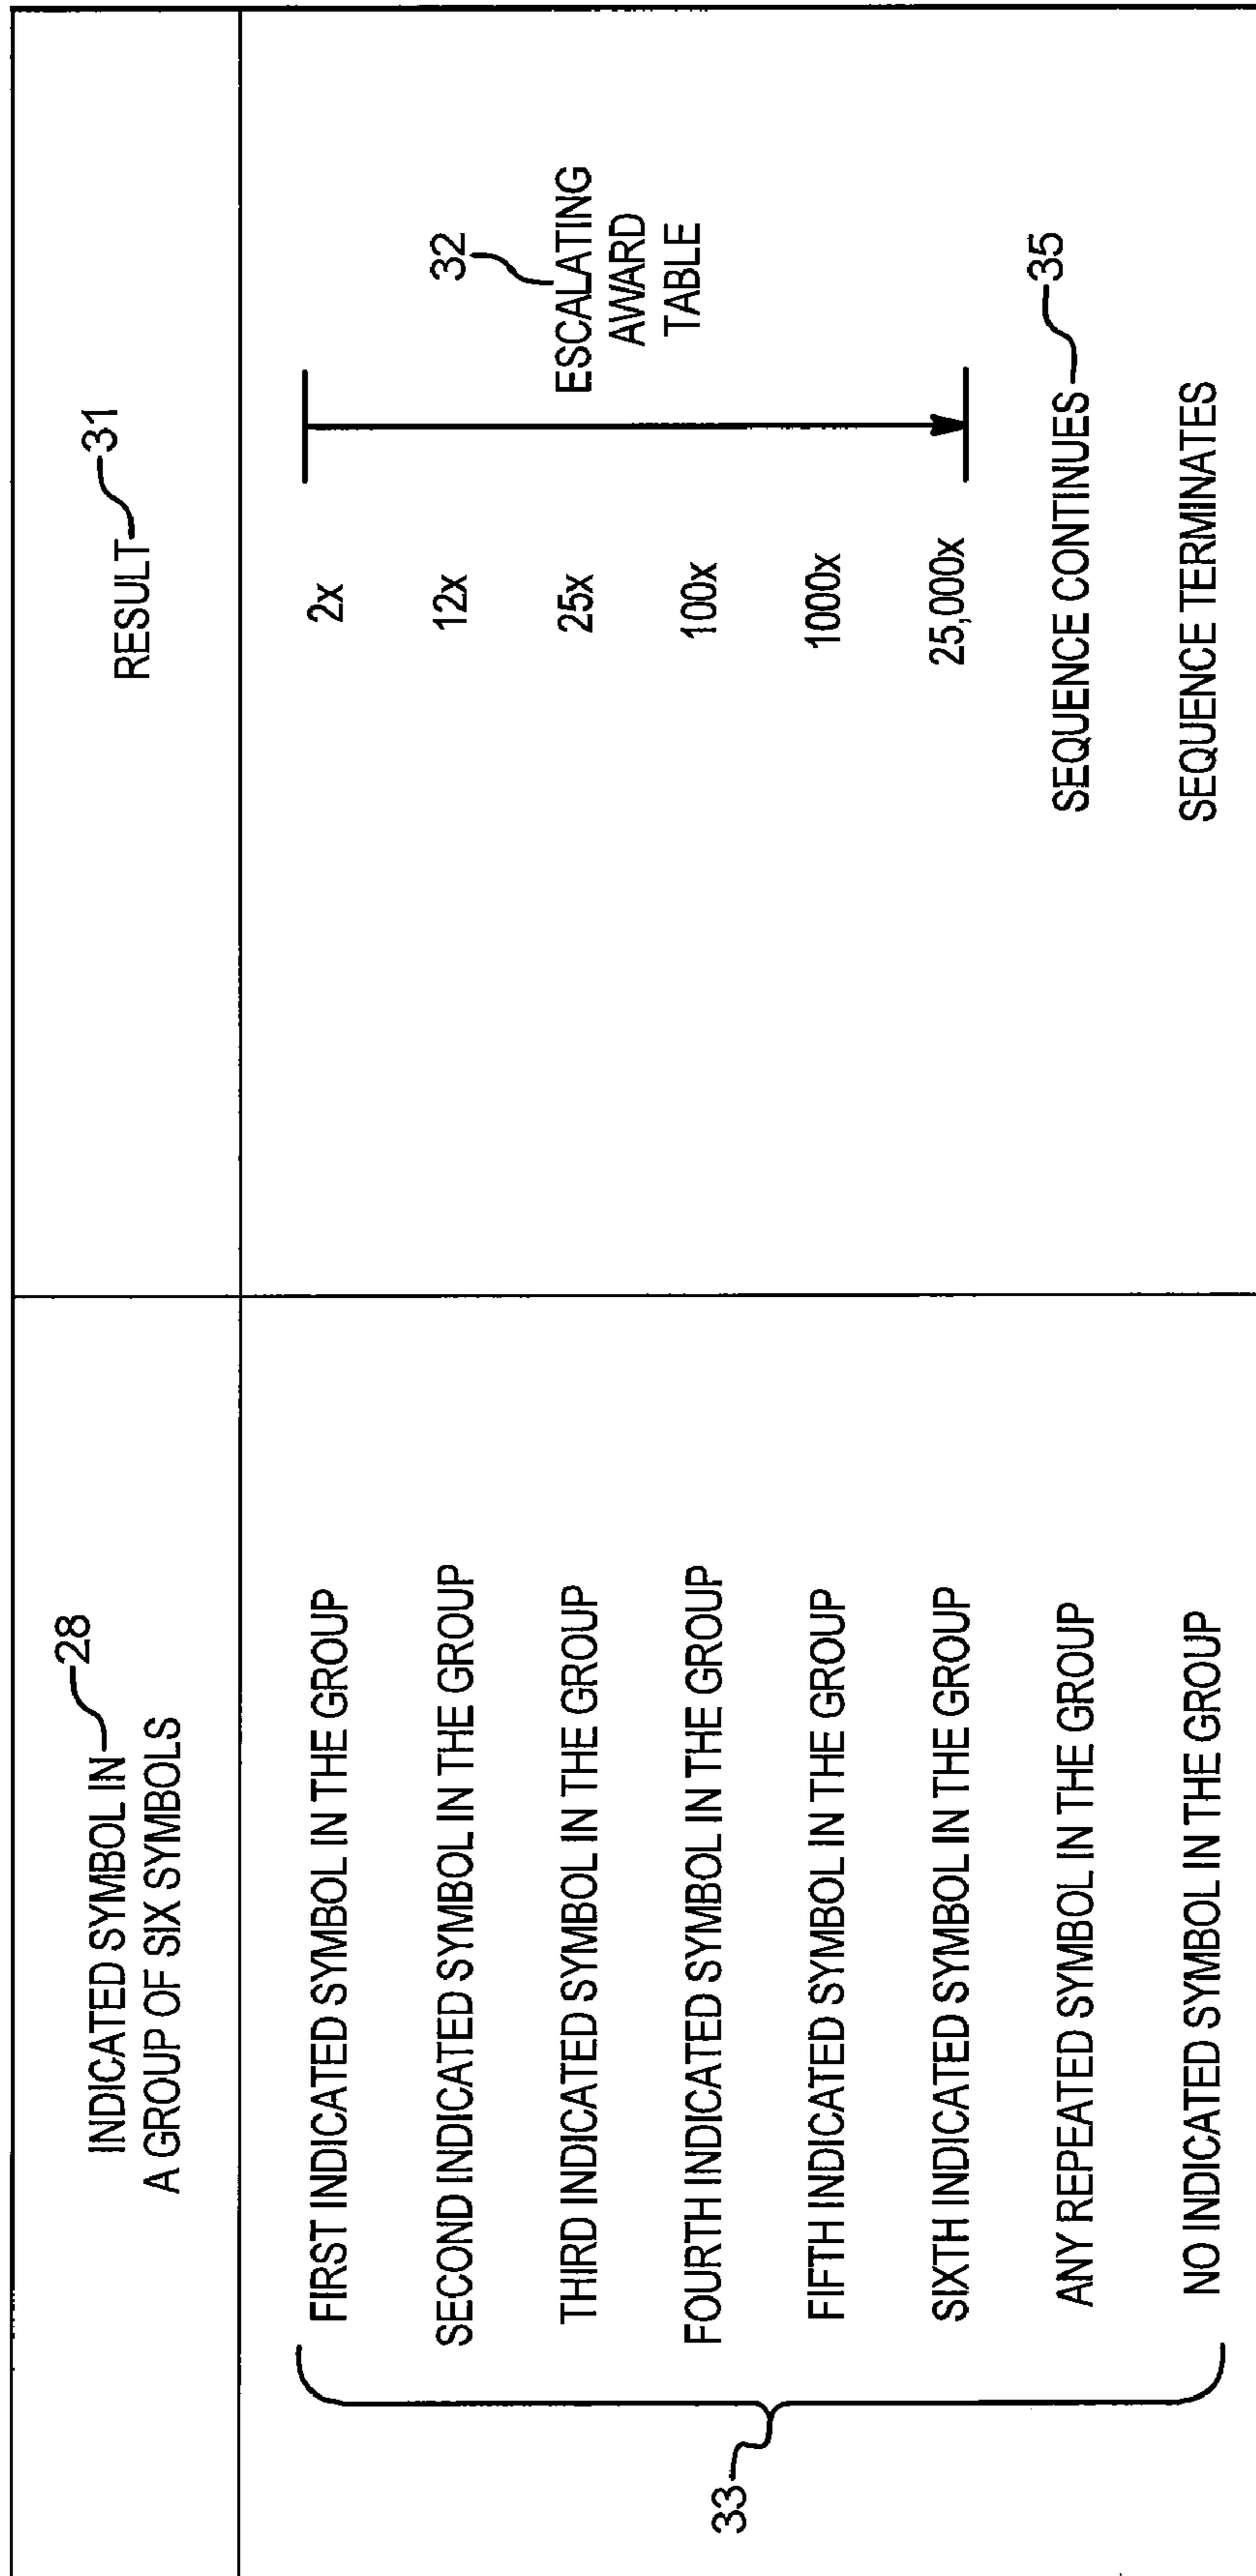 INDICATED SYMBOL IN 28
A GROUP OF SIX SYMBOLS
RESULT 31
33
FIRST INDICATED SYMBOL IN THE GROUP 2x
SECOND INDICATED SYMBOL IN THE GROUP 12x
THIRD INDICATED SYMBOL IN THE GROUP 25x
FOURTH INDICATED SYMBOL IN THE GROUP 100x
FIFTH INDICATED SYMBOL IN THE GROUP 1000x
SIXTH INDICATED SYMBOL IN THE GROUP 25,000x
32
ESCALATING
AWARD
TABLE
ANY REPEATED SYMBOL IN THE GROUP SEQUENCE CONTINUES 35
NO INDICATED SYMBOL IN THE GROUP SEQUENCE TERMINATES